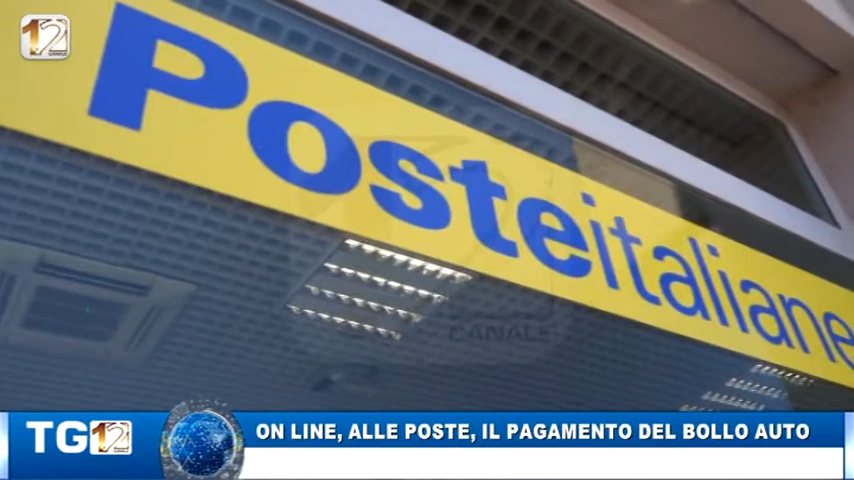 12
Posteitaliane
CANALE
TG12
ON LINE, ALLE POSTE, IL PAGAMENTO DEL BOLLO AUTO